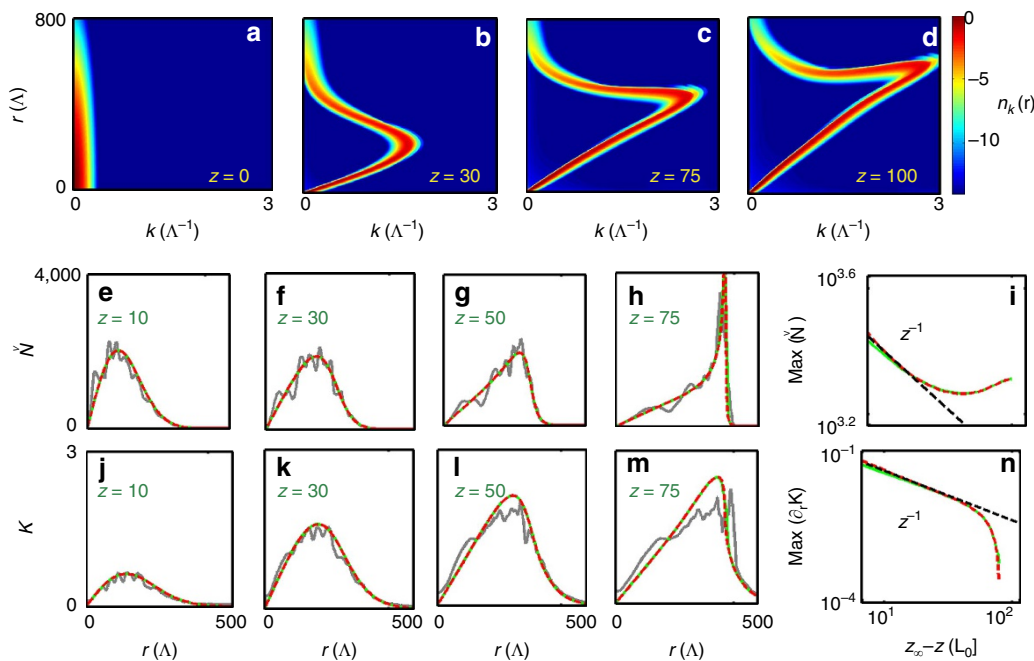 800
r (Λ)
0
a
z = 0
b
z = 30
c
z = 75
d
z = 100
0
−5
−10
n_k (r)
0 3
0 3
0 3
0 3
k (Λ⁻¹)
k (Λ⁻¹)
k (Λ⁻¹)
k (Λ⁻¹)
4,000
Ň
0
e
z = 10
f
z = 30
g
z = 50
h
z = 75
10^3.6
Max (Ň)
10^3.2
i
z⁻¹
3
K
0
j
z = 10
k
z = 30
l
z = 50
m
z = 75
10⁻¹
Max (∂_rK)
10⁻⁴
n
z⁻¹
0 500
0 500
0 500
0 500
10¹ 10²
r (Λ)
r (Λ)
r (Λ)
r (Λ)
z_∞–z (L₀]